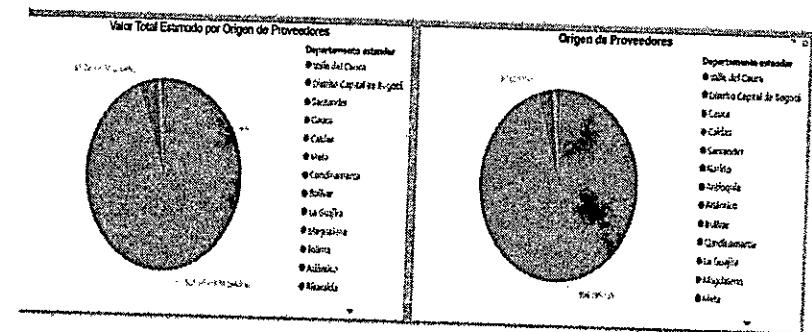 Valor Total Estimado por Origen de Proveedores
Departamento estandar
Valle del Cauca
Distrito Capital de Bogotá
Santander
Cauca
Caldas
Meta
Cundinamarca
Bolívar
La Guajira
Magdalena
Tolima
Atlántico
Risaralda
Origen de Proveedores
Departamento estandar
Valle del Cauca
Distrito Capital de Bogotá
Cauca
Caldas
Santander
Nariño
Antioquia
Atlántico
Bolívar
Cundinamarca
La Guajira
Magdalena
Meta